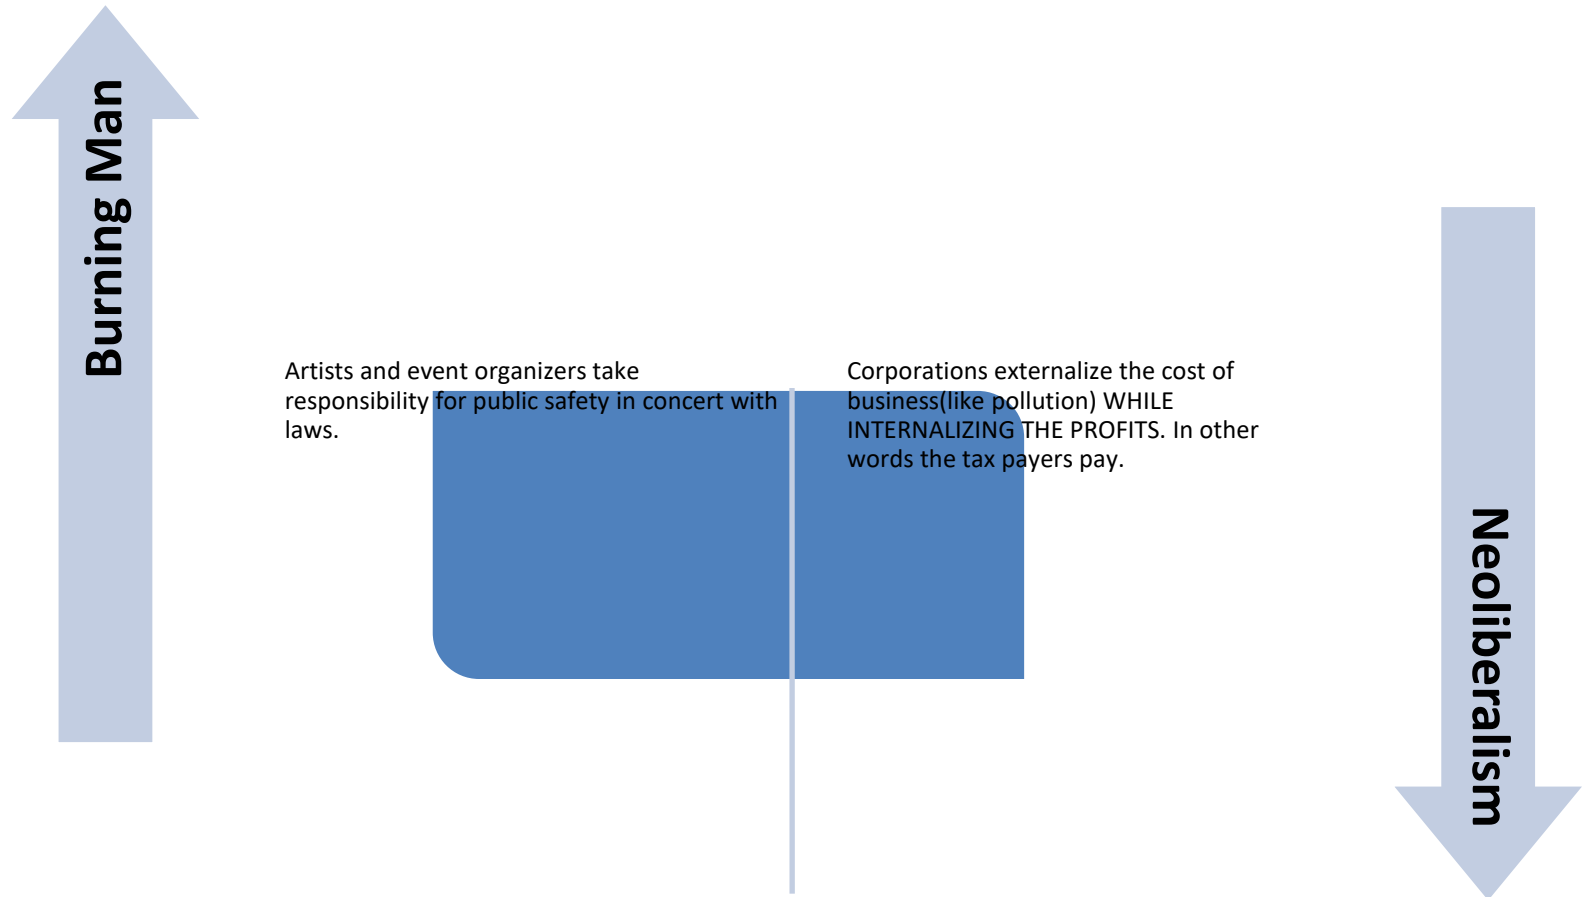 Burning Man
Artists and event organizers take
responsibility for public safety in concert with
laws.
Corporations externalize the cost of
business(like pollution) WHILE
INTERNALIZING THE PROFITS. In other
words the tax payers pay.
Neoliberalism